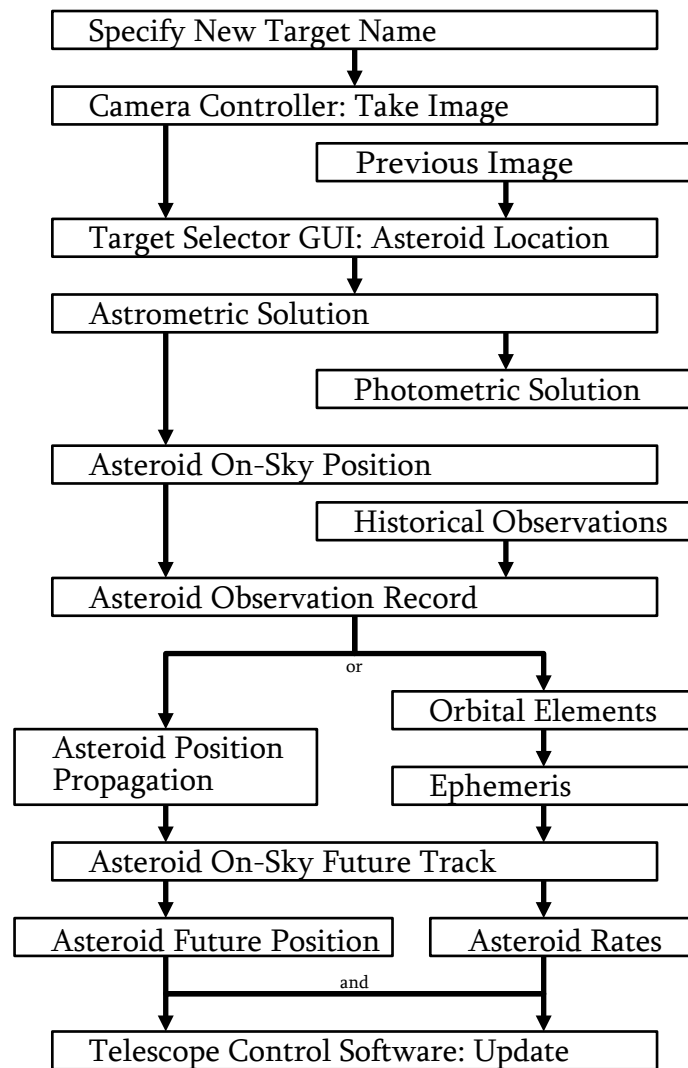 Specify New Target Name
Camera Controller: Take Image
Previous Image
Target Selector GUI: Asteroid Location
Astrometric Solution
Photometric Solution
Asteroid On-Sky Position
Historical Observations
Asteroid Observation Record
or
Orbital Elements
Asteroid Position
Propagation
Ephemeris
Asteroid On-Sky Future Track
Asteroid Future Position
Asteroid Rates
and
Telescope Control Software: Update